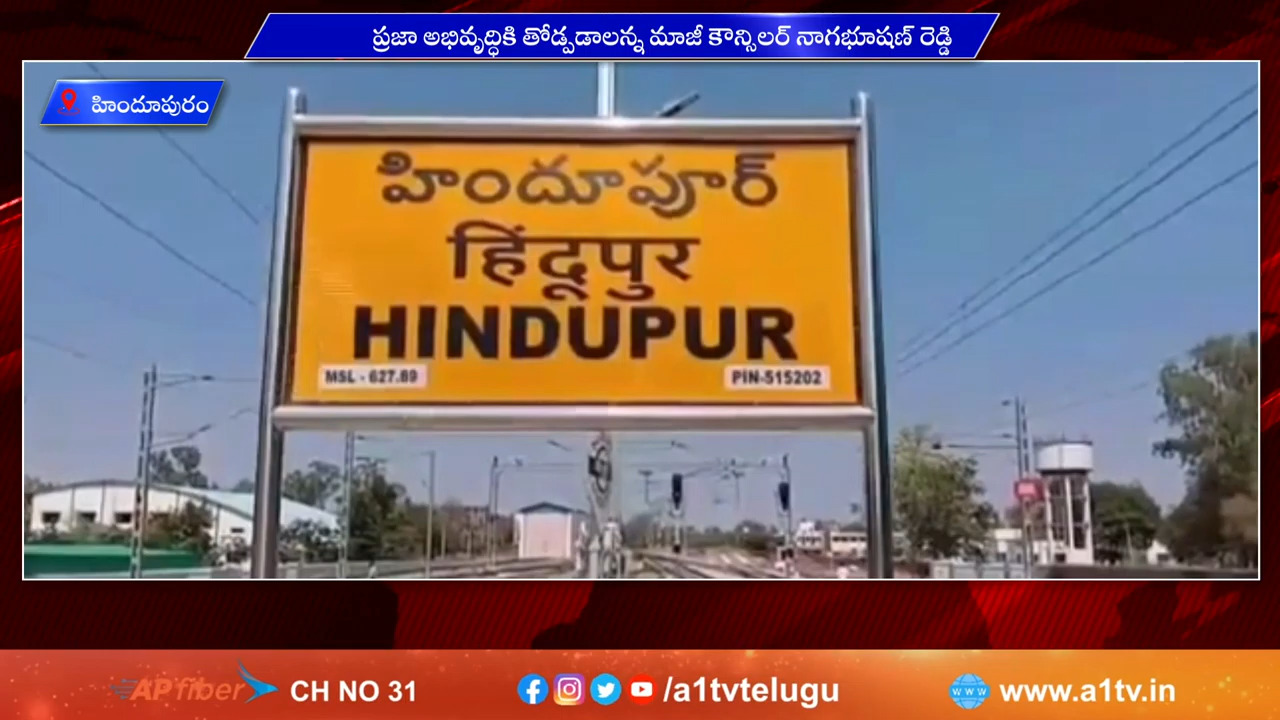 ప్రజా అభివృద్ధికి తోడ్పడాలన్న మాజీ కౌన్సిలర్ నాగభూషణ్ రెడ్డి
హిందూపురం
హిందూపూర్
हिंदूपुर
HINDUPUR
MSL - 627.89 PIN-515202
APfiber CH NO 31 /a1tvtelugu www.a1tv.in